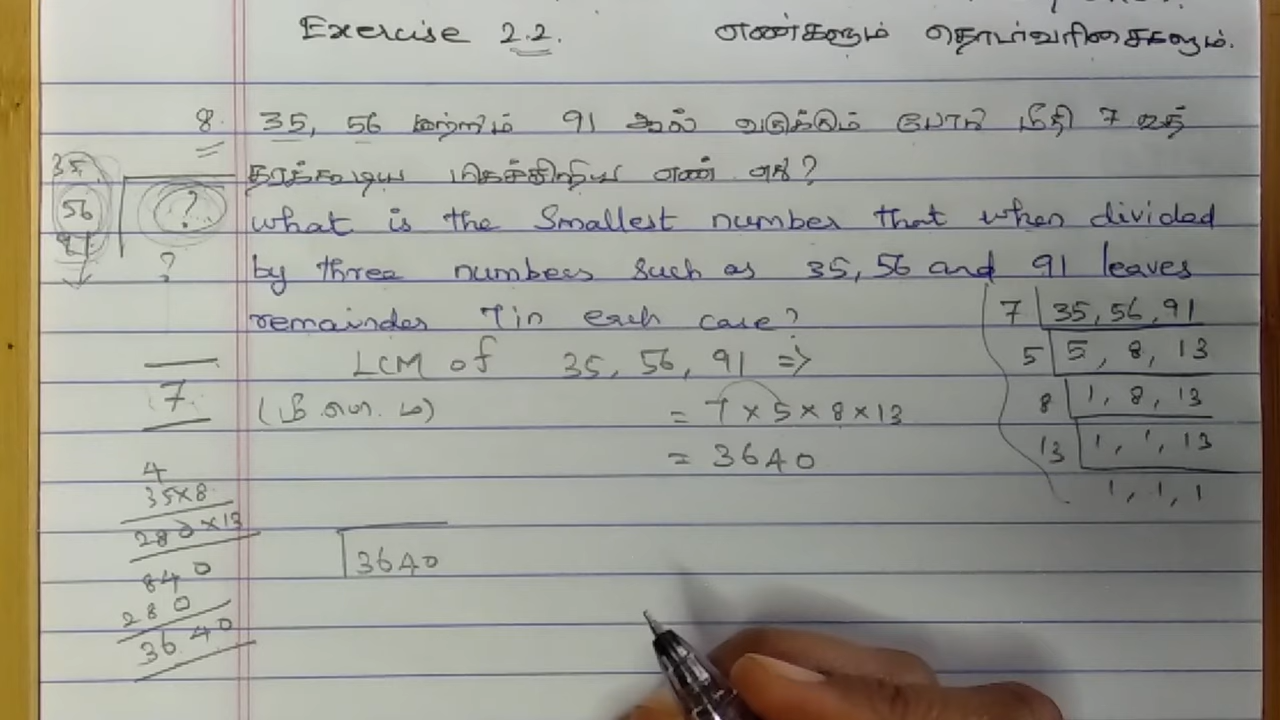 Exercise 2.2. எண்களும் தொடர்வரிசைகளும்.
8. 35, 56 மற்றும் 91 ஆல் வகுக்கும் போது மீதி 7 ஐத்
தரக்கூடிய மிகச்சிறிய எண் எது?
What is the Smallest number that when divided
by three numbers such as 35, 56 and 91 leaves
remainder 7 in each case?
LCM of 35, 56, 91 =>
= 7 × 5 × 8 × 13
= 3640
7 | 35, 56, 91
5 | 5, 8, 13
8 | 1, 8, 13
13 | 1, 1, 13
1, 1, 1
35
56 ?
91 ?
7
4
35×8
280×13
840
280
3640
3640